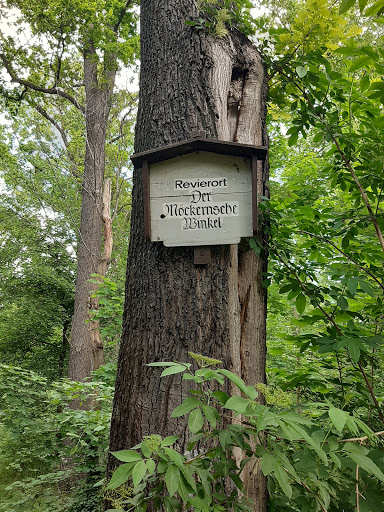 Revierort
Der
Möckernsche
Winkel